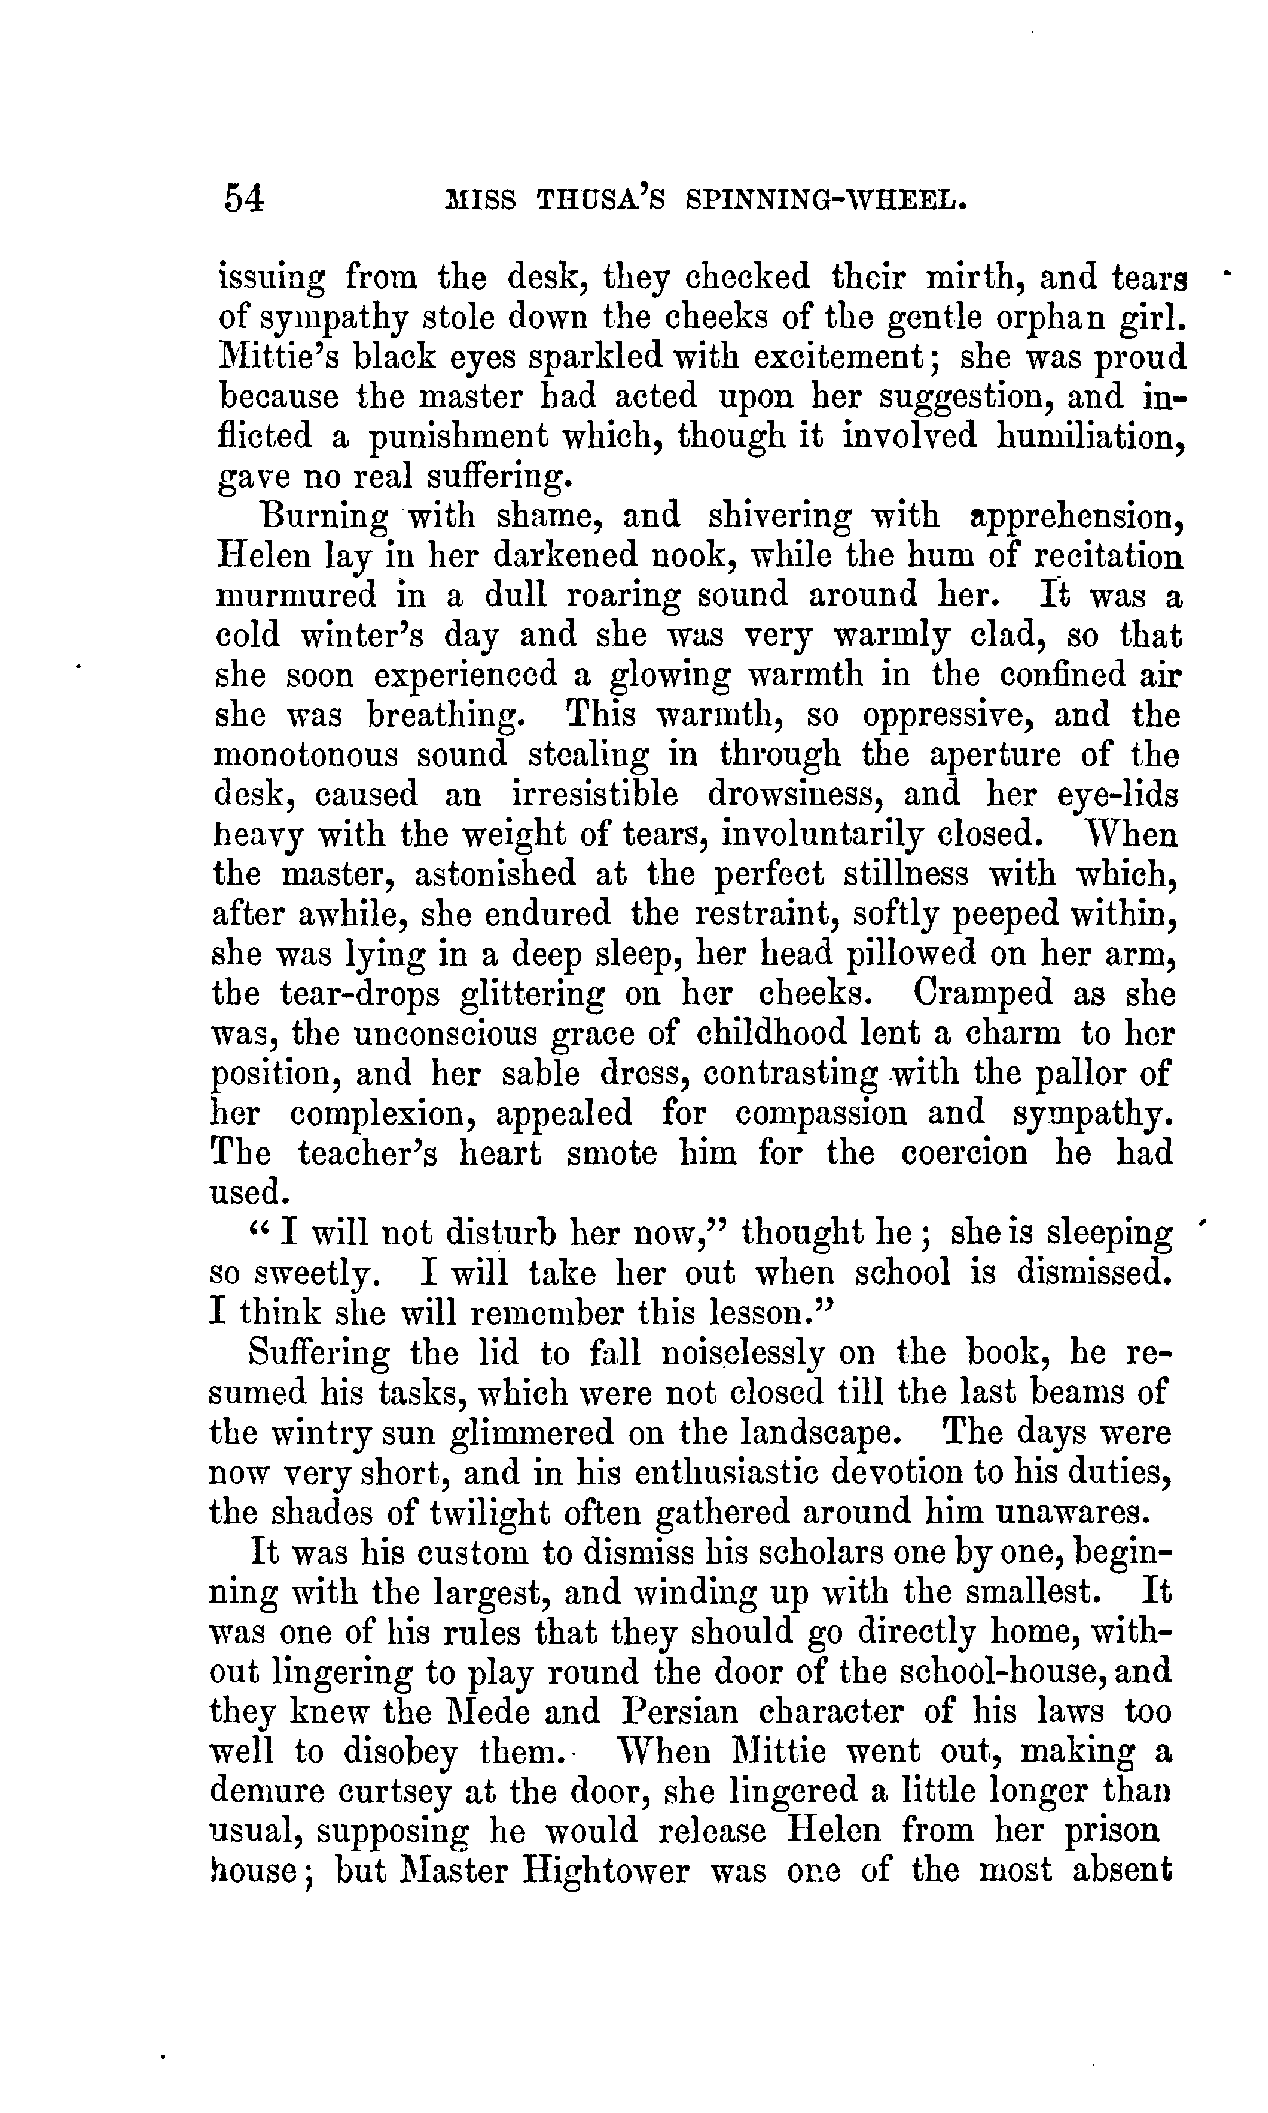 54 MISS THUSA'S SPINNING-WHEEL.
issuing from the desk, they checked their mirth, and tears
of sympathy stole down the cheeks of the gentle orphan girl.
Mittie's black eyes sparkled with excitement; she was proud
because the master had acted upon her suggestion, and in-
flicted a punishment which, though it involved humiliation,
gave no real suffering.
Burning with shame, and shivering with apprehension,
Helen lay in her darkened nook, while the hum of recitation
murmured in a dull roaring sound around her. It was a
cold winter's day and she was very warmly clad, so that
she soon experienced a glowing warmth in the confined air
she was breathing. This warmth, so oppressive, and the
monotonous sound stealing in through the aperture of the
desk, caused an irresistible drowsiness, and her eye-lids
heavy with the weight of tears, involuntarily closed. When
the master, astonished at the perfect stillness with which,
after awhile, she endured the restraint, softly peeped within,
she was lying in a deep sleep, her head pillowed on her arm,
the tear-drops glittering on her cheeks. Cramped as she
was, the unconscious grace of childhood lent a charm to her
position, and her sable dress, contrasting with the pallor of
her complexion, appealed for compassion and sympathy.
The teacher's heart smote him for the coercion he had
used.
"I will not disturb her now," thought he; she is sleeping
so sweetly. I will take her out when school is dismissed.
I think she will remember this lesson."
Suffering the lid to fall noiselessly on the book, he re-
sumed his tasks, which were not closed till the last beams of
the wintry sun glimmered on the landscape. The days were
now very short, and in his enthusiastic devotion to his duties,
the shades of twilight often gathered around him unawares.
It was his custom to dismiss his scholars one by one, begin-
ning with the largest, and winding up with the smallest. It
was one of his rules that they should go directly home, with-
out lingering to play round the door of the school-house, and
they knew the Mede and Persian character of his laws too
well to disobey them. When Mittie went out, making a
demure curtsey at the door, she lingered a little longer than
usual, supposing he would release Helen from her prison
house; but Master Hightower was one of the most absent